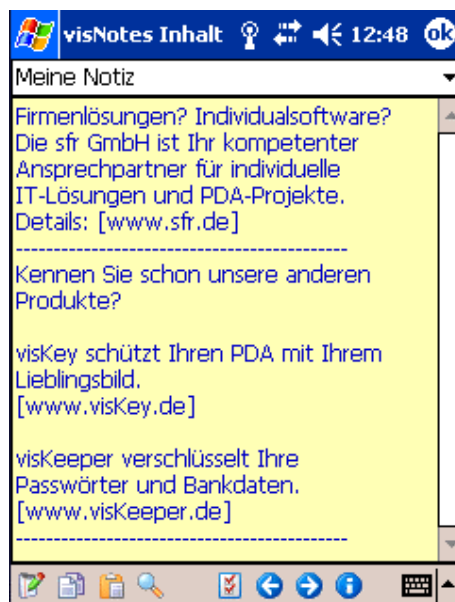 visNotes Inhalt 12:48 ok
Meine Notiz
Firmenlösungen? Individualsoftware?
Die sfr GmbH ist Ihr kompetenter
Ansprechpartner für individuelle
IT-Lösungen und PDA-Projekte.
Details: [www.sfr.de]
------------------------------------------
Kennen Sie schon unsere anderen
Produkte?
visKey schützt Ihren PDA mit Ihrem
Lieblingsbild.
[www.visKey.de]
visKeeper verschlüsselt Ihre
Passwörter und Bankdaten.
[www.visKeeper.de]
------------------------------------------